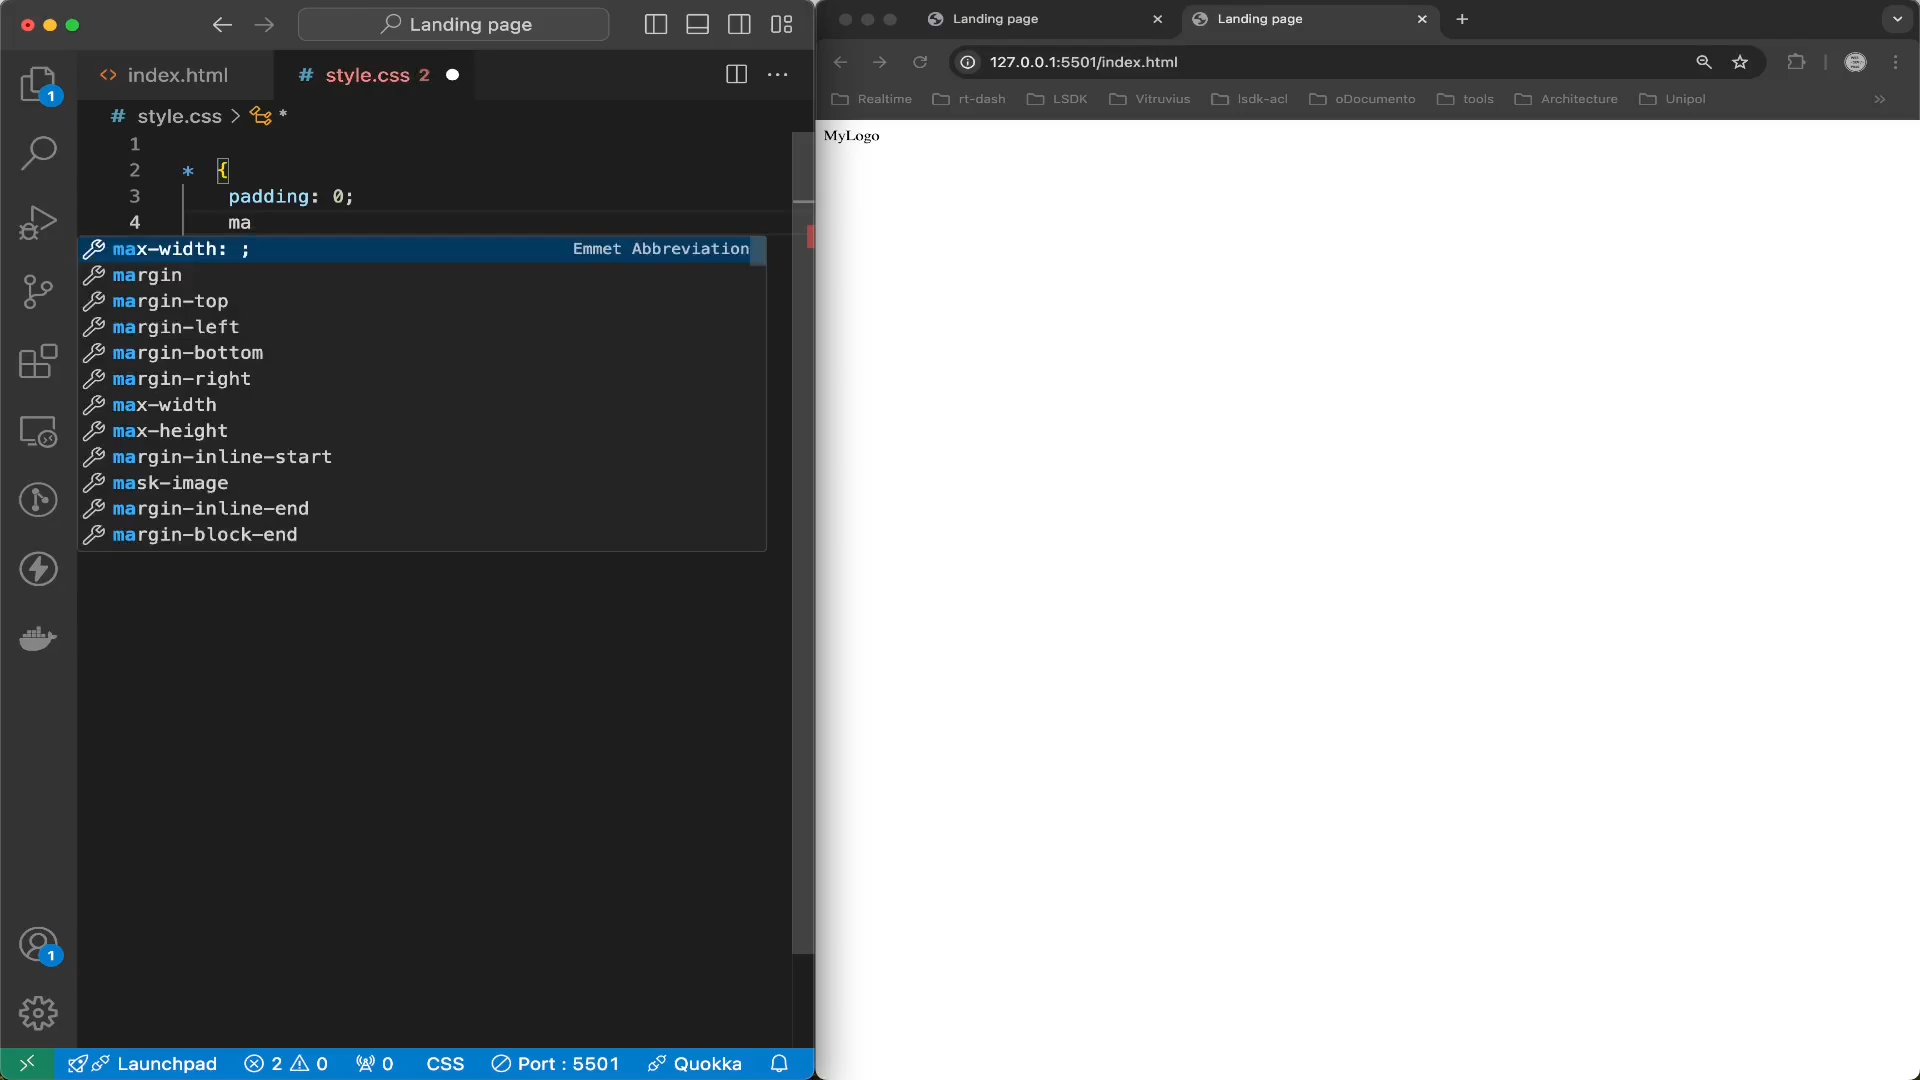 Landing page
index.html
# style.css 2
# style.css > *
1
2 * {
3 padding: 0;
4 ma
max-width: ; Emmet Abbreviation
margin
margin-top
margin-left
margin-bottom
margin-right
max-width
max-height
margin-inline-start
mask-image
margin-inline-end
margin-block-end
1
1
Launchpad 2 0 0 CSS Port : 5501 Quokka
Landing page
Landing page
127.0.0.1:5501/index.html
Realtime rt-dash LSDK Vitruvius lsdk-acl oDocumento tools Architecture Unipol »
MyLogo